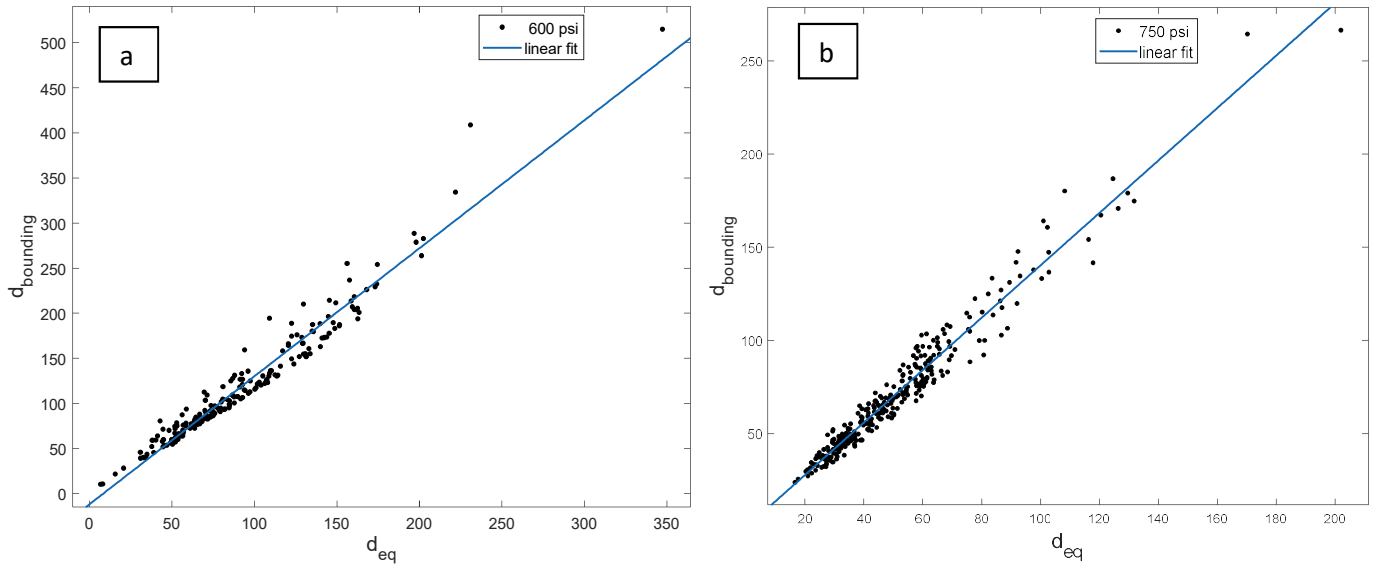 a
600 psi
linear fit
500
450
400
350
300
250
200
150
100
50
0
d_bounding
0 50 100 150 200 250 300 350
d_eq
b
750 psi
linear fit
250
200
150
100
50
d_bounding
20 40 60 80 100 120 140 160 180 200
d_eq